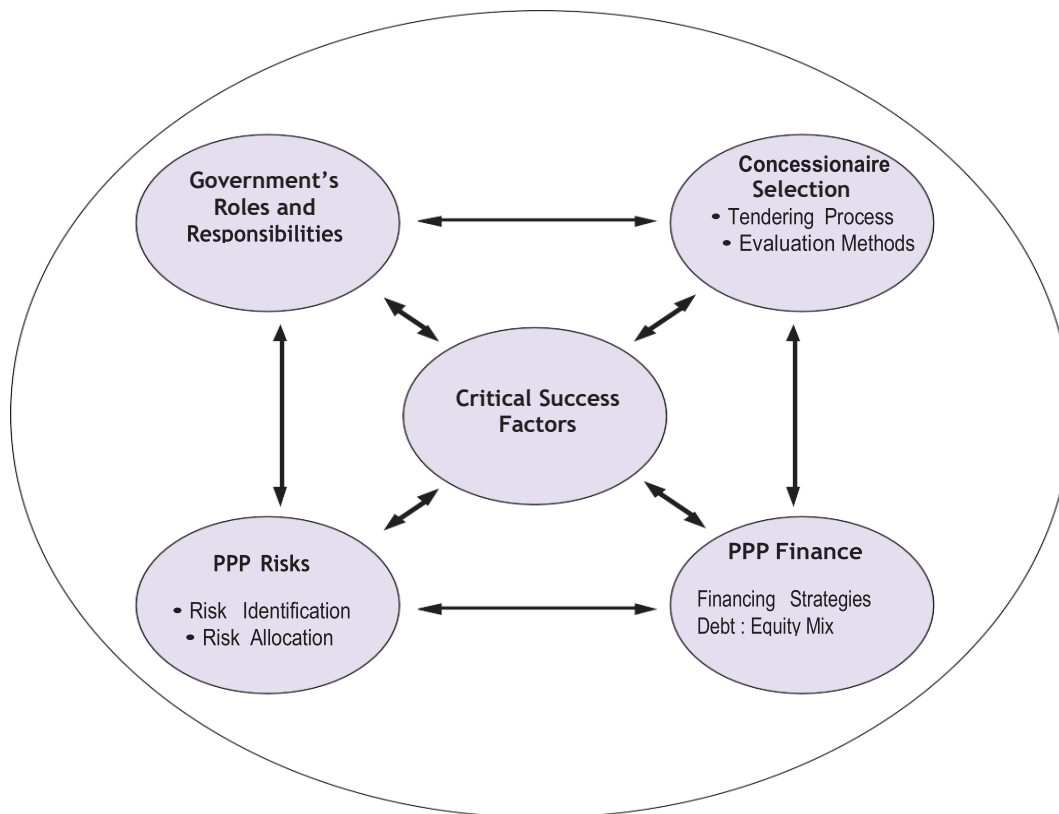 Government’s
Roles and
Responsibilities
Concessionaire
Selection
• Tendering Process
• Evaluation Methods
Critical Success
Factors
PPP Risks
• Risk Identification
• Risk Allocation
PPP Finance
Financing Strategies
Debt : Equity Mix